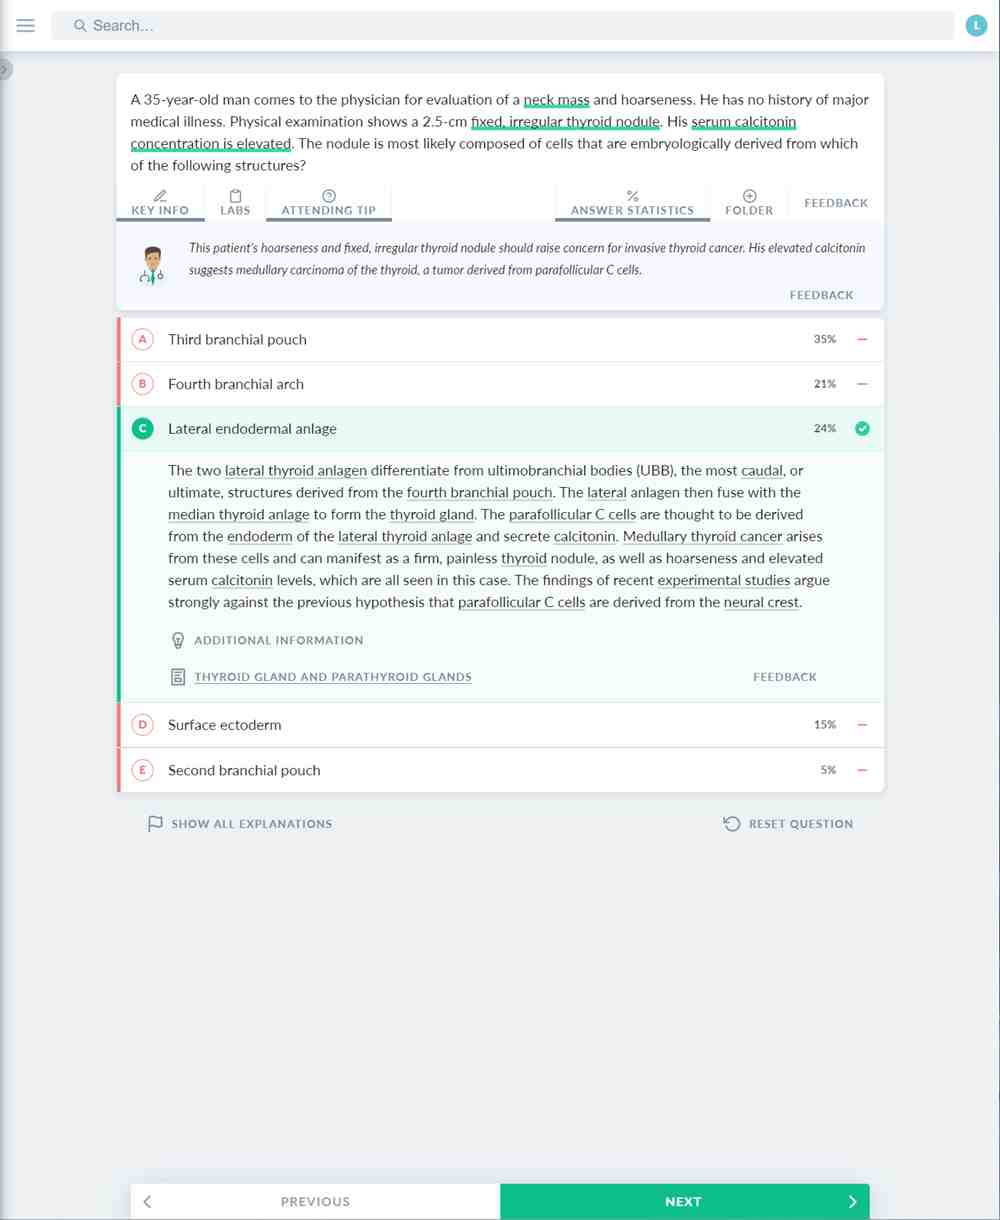 Search...
L
A 35-year-old man comes to the physician for evaluation of a neck mass and hoarseness. He has no history of major
medical illness. Physical examination shows a 2.5-cm fixed, irregular thyroid nodule. His serum calcitonin
concentration is elevated. The nodule is most likely composed of cells that are embryologically derived from which
of the following structures?
KEY INFO LABS ATTENDING TIP ANSWER STATISTICS FOLDER FEEDBACK
This patient's hoarseness and fixed, irregular thyroid nodule should raise concern for invasive thyroid cancer. His elevated calcitonin
suggests medullary carcinoma of the thyroid, a tumor derived from parafollicular C cells.
FEEDBACK
A Third branchial pouch 35%
B Fourth branchial arch 21%
C Lateral endodermal anlage 24%
The two lateral thyroid anlagen differentiate from ultimobranchial bodies (UBB), the most caudal, or
ultimate, structures derived from the fourth branchial pouch. The lateral anlagen then fuse with the
median thyroid anlage to form the thyroid gland. The parafollicular C cells are thought to be derived
from the endoderm of the lateral thyroid anlage and secrete calcitonin. Medullary thyroid cancer arises
from these cells and can manifest as a firm, painless thyroid nodule, as well as hoarseness and elevated
serum calcitonin levels, which are all seen in this case. The findings of recent experimental studies argue
strongly against the previous hypothesis that parafollicular C cells are derived from the neural crest.
ADDITIONAL INFORMATION
THYROID GLAND AND PARATHYROID GLANDS FEEDBACK
D Surface ectoderm 15%
E Second branchial pouch 5%
SHOW ALL EXPLANATIONS RESET QUESTION
PREVIOUS NEXT